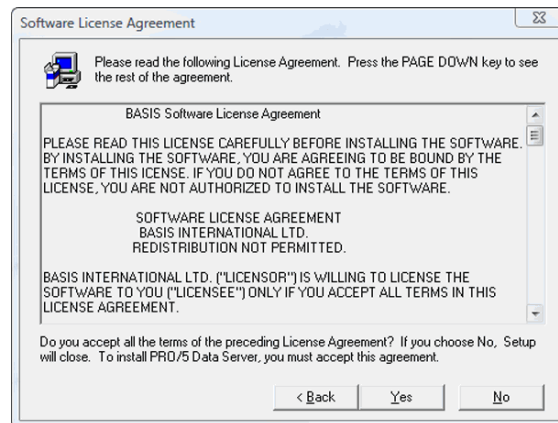 Software License Agreement
Please read the following License Agreement. Press the PAGE DOWN key to see
the rest of the agreement.
BASIS Software License Agreement
PLEASE READ THIS LICENSE CAREFULLY BEFORE INSTALLING THE SOFTWARE.
BY INSTALLING THE SOFTWARE, YOU ARE AGREEING TO BE BOUND BY THE
TERMS OF THIS lCENSE. IF YOU DO NOT AGREE TO THE TERMS OF THIS
LICENSE, YOU ARE NOT AUTHORIZED TO INSTALL THE SOFTWARE.
SOFTWARE LICENSE AGREEMENT
BASIS INTERNATIONAL LTD.
REDISTRIBUTION NOT PERMITTED.
BASIS INTERNATIONAL LTD. ("LICENSOR") IS WILLING TO LICENSE THE
SOFTWARE TO YOU ("LICENSEE") ONLY IF YOU ACCEPT ALL TERMS IN THIS
LICENSE AGREEMENT.
Do you accept all the terms of the preceding License Agreement? If you choose No, Setup
will close. To install PRO/5 Data Server, you must accept this agreement.
< Back
Yes
No